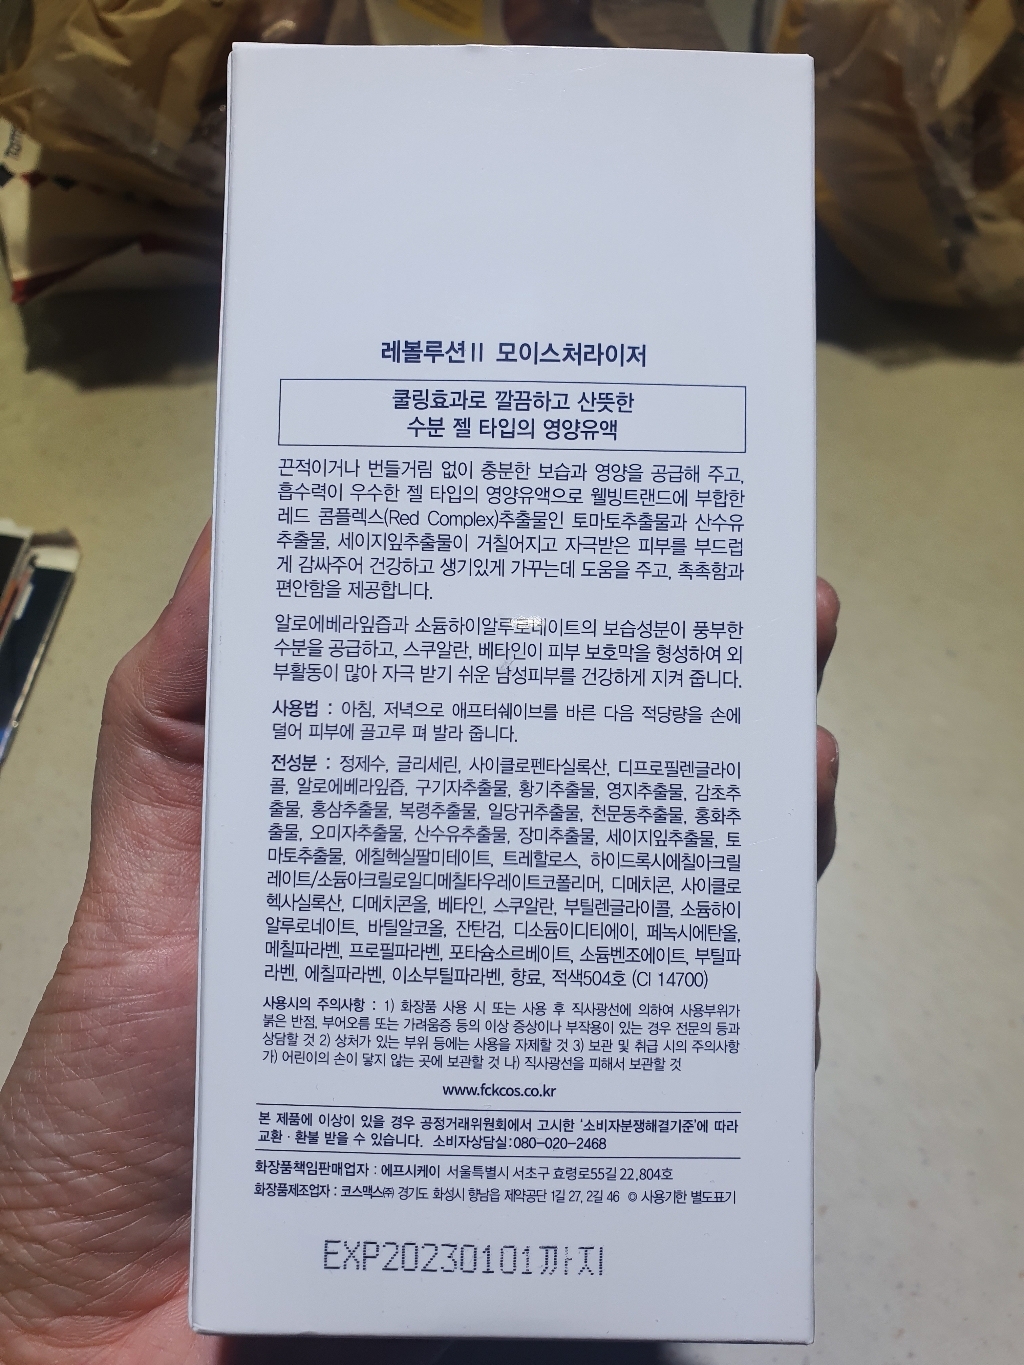 레볼루션II 모이스처라이저
쿨링효과로 깔끔하고 산뜻한
수분 젤 타입의 영양유액
끈적이거나 번들거림 없이 충분한 보습과 영양을 공급해 주고,
흡수력이 우수한 젤 타입의 영양유액으로 웰빙트랜드에 부합한
레드 콤플렉스(Red Complex)추출물인 토마토추출물과 산수유
추출물, 세이지잎추출물이 거칠어지고 자극받은 피부를 부드럽
게 감싸주어 건강하고 생기있게 가꾸는데 도움을 주고, 촉촉함과
편안함을 제공합니다.
알로에베라잎즙과 소듐하이알루로네이트의 보습성분이 풍부한
수분을 공급하고, 스쿠알란, 베타인이 피부 보호막을 형성하여 외
부활동이 많아 자극 받기 쉬운 남성피부를 건강하게 지켜 줍니다.
사용법 : 아침, 저녁으로 애프터쉐이브를 바른 다음 적당량을 손에
덜어 피부에 골고루 펴 발라 줍니다.
전성분 : 정제수, 글리세린, 사이클로펜타실록산, 디프로필렌글라이
콜, 알로에베라잎즙, 구기자추출물, 황기추출물, 영지추출물, 감초추
출물, 홍삼추출물, 복령추출물, 일당귀추출물, 천문동추출물, 홍화추
출물, 오미자추출물, 산수유추출물, 장미추출물, 세이지잎추출물, 토
마토추출물, 에칠헥실팔미테이트, 트레할로스, 하이드록시에칠아크릴
레이트/소듐아크릴로일디메칠타우레이트코폴리머, 디메치콘, 사이클로
헥사실록산, 디메치콘올, 베타인, 스쿠알란, 부틸렌글라이콜, 소듐하이
알루로네이트, 바틸알코올, 잔탄검, 디소듐이디티에이, 페녹시에탄올,
메칠파라벤, 프로필파라벤, 포타슘소르베이트, 소듐벤조에이트, 부틸파
라벤, 에칠파라벤, 이소부틸파라벤, 향료, 적색504호 (CI 14700)
사용시의 주의사항 : 1) 화장품 사용 시 또는 사용 후 직사광선에 의하여 사용부위가
붉은 반점, 부어오름 또는 가려움증 등의 이상 증상이나 부작용이 있는 경우 전문의 등과
상담할 것 2) 상처가 있는 부위 등에는 사용을 자제할 것 3) 보관 및 취급 시의 주의사항
가) 어린이의 손이 닿지 않는 곳에 보관할 것 나) 직사광선을 피해서 보관할 것
www.fckcos.co.kr
본 제품에 이상이 있을 경우 공정거래위원회에서 고시한 '소비자분쟁해결기준'에 따라
교환 · 환불 받을 수 있습니다. 소비자상담실:080-020-2468
화장품책임판매업자 : 에프시케이 서울특별시 서초구 효령로55길 22, 804호
화장품제조업자 : 코스맥스㈜ 경기도 화성시 향남읍 제약공단 1길 27, 2길 46 ◎ 사용기한 별도표기
EXP20230101까지